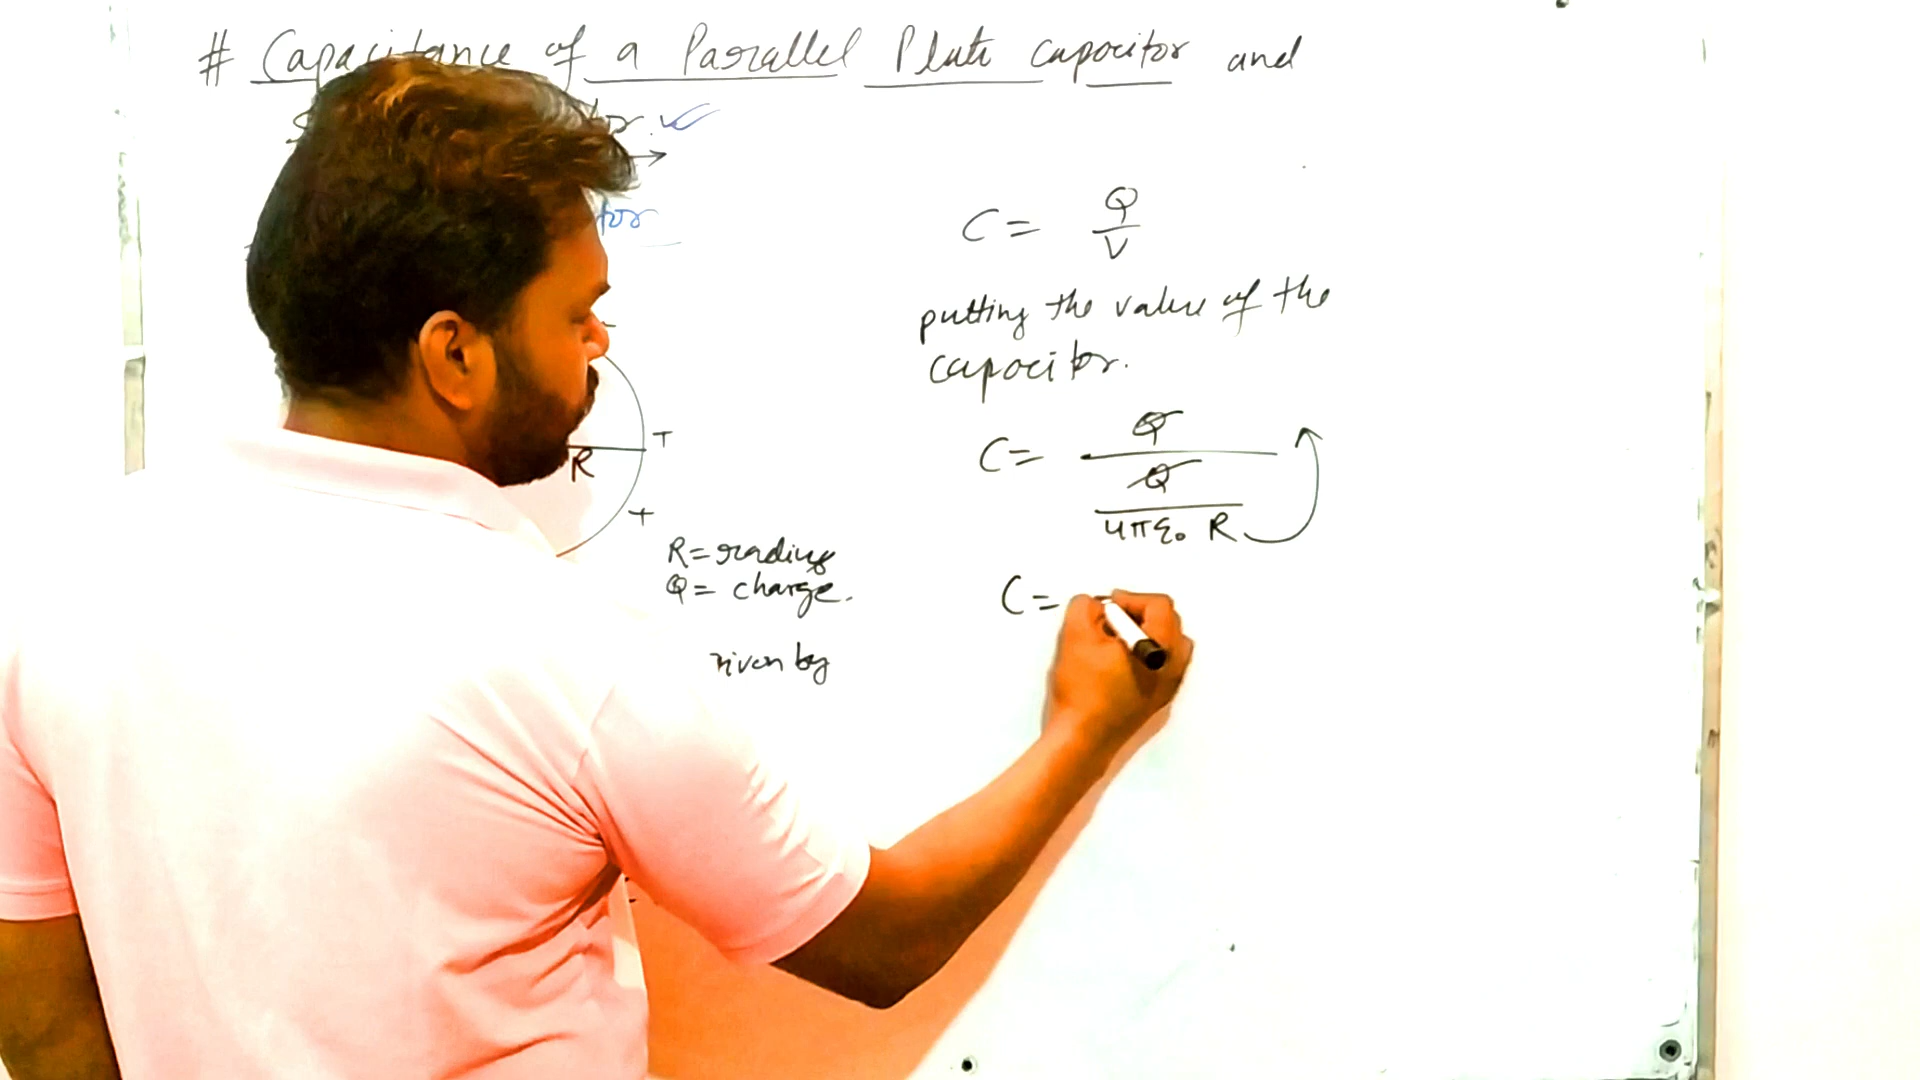 # Capacitance of a Parallel Plate capacitor and
R
+
+
R = radius
Q = charge.
given by
C = Q/V
putting the value of the
capacitor.
C = Q
Q
4πε₀ R
C =